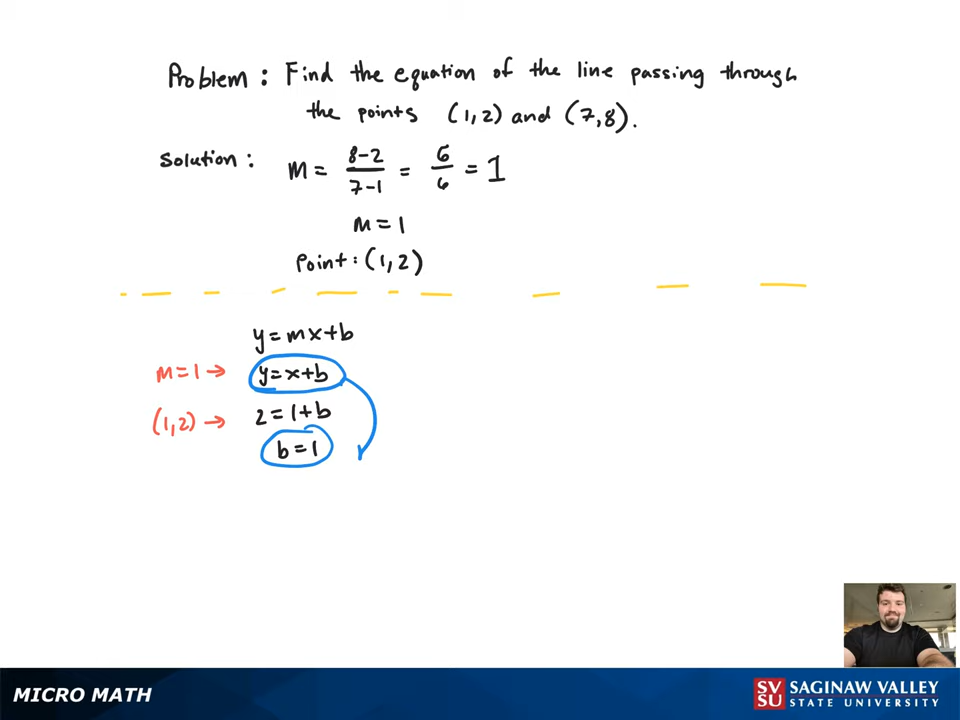 Problem: Find the equation of the line passing through
the points (1,2) and (7,8).
Solution: m = 8-2/7-1 = 6/6 = 1
m = 1
Point: (1,2)
y = mx+b
m=1 → y=x+b
(1,2) → 2 = 1+b
b = 1
MICRO MATH
SV SU SAGINAW VALLEY
STATE UNIVERSITY